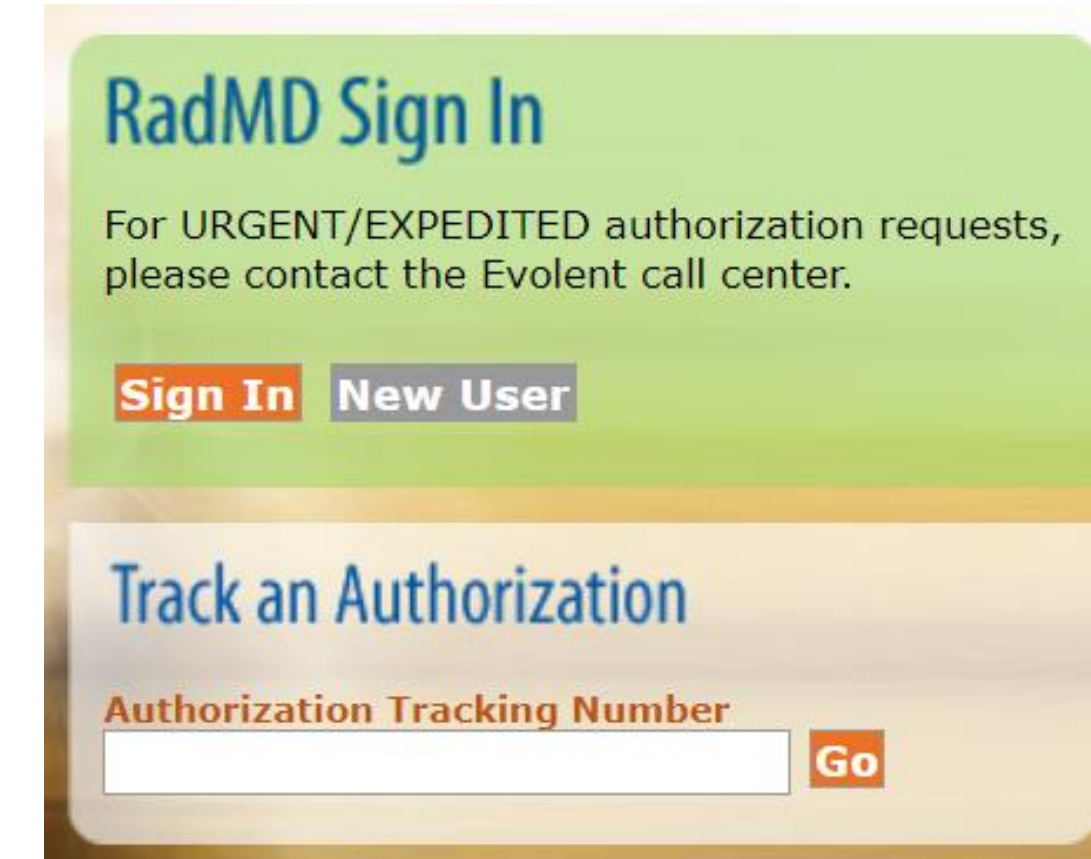 RadMD Sign In
For URGENT/EXPEDITED authorization requests,
please contact the Evolent call center.
Sign In New User
Track an Authorization
Authorization Tracking Number
Go